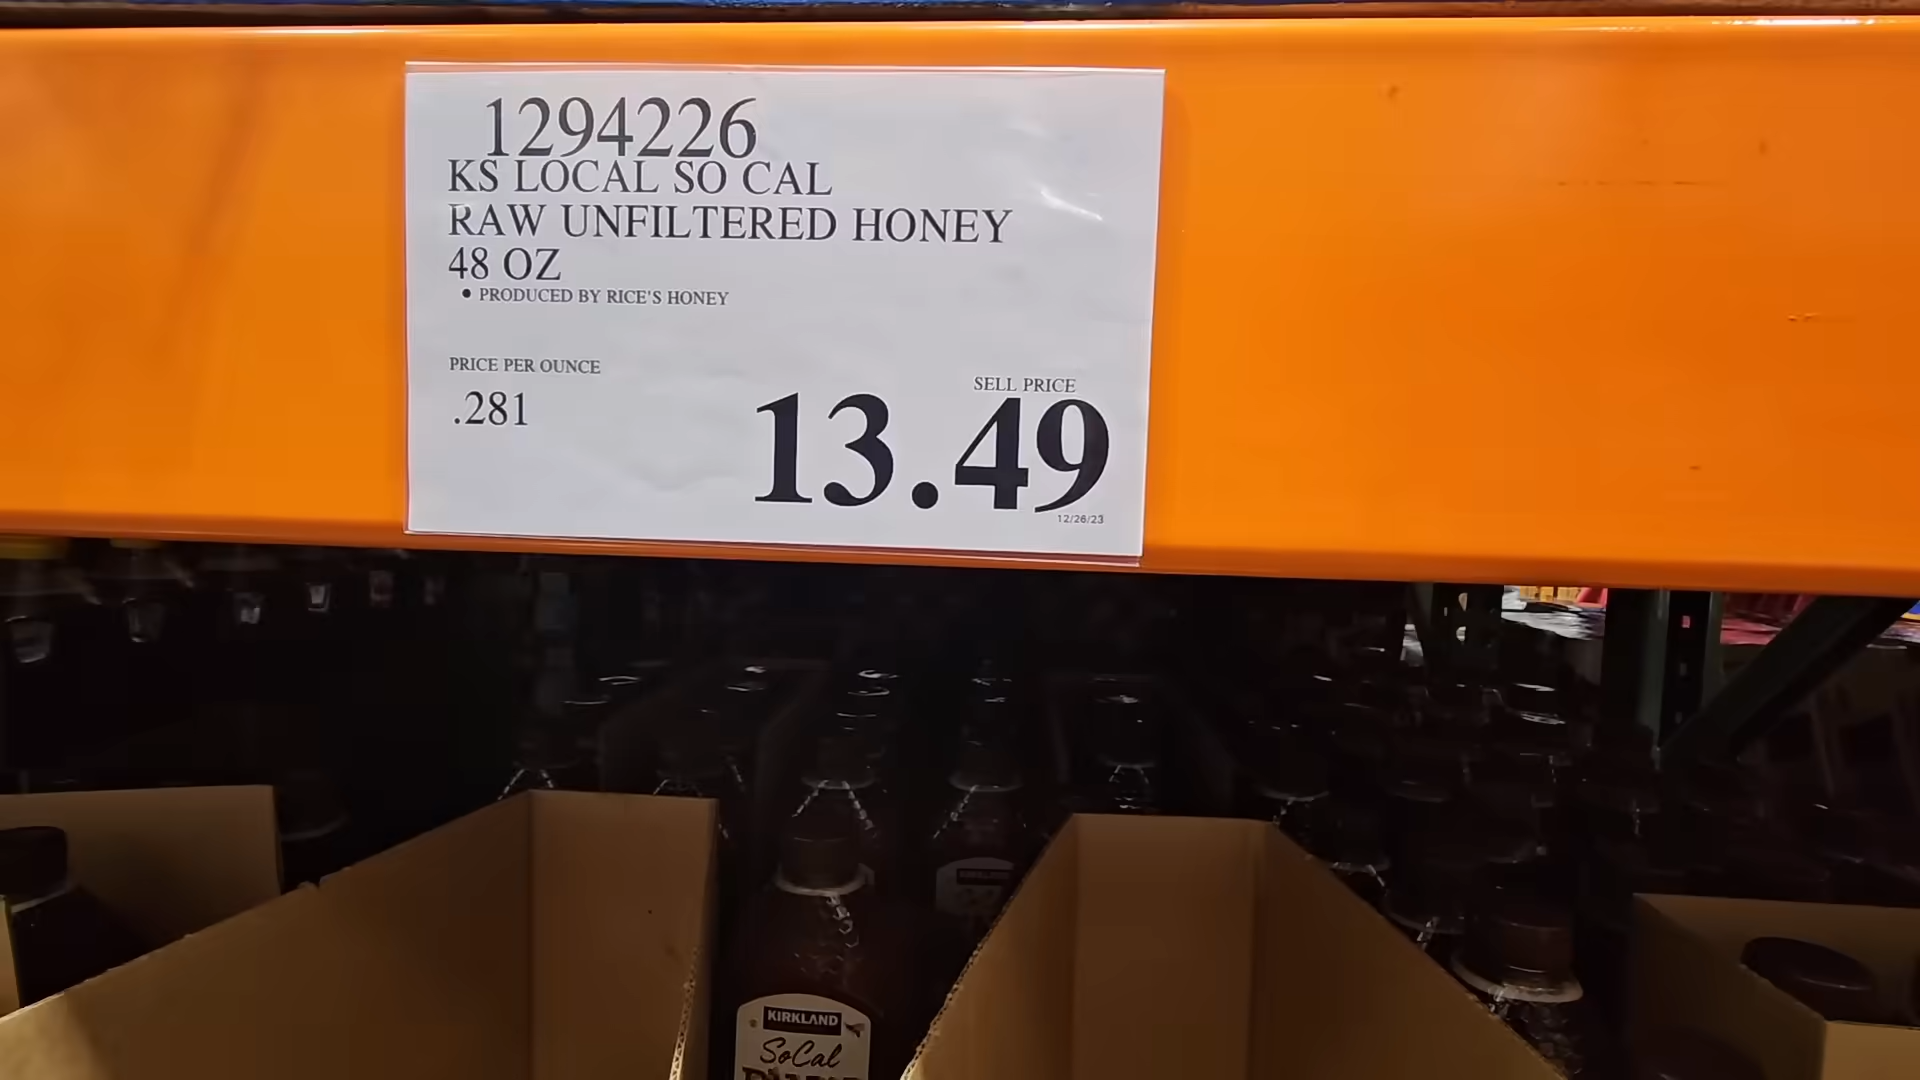 1294226
KS LOCAL SO CAL
RAW UNFILTERED HONEY
48 OZ
• PRODUCED BY RICE'S HONEY
PRICE PER OUNCE
.281
SELL PRICE
13.49
12/26/23
KIRKLAND
KIRKLAND
SoCal